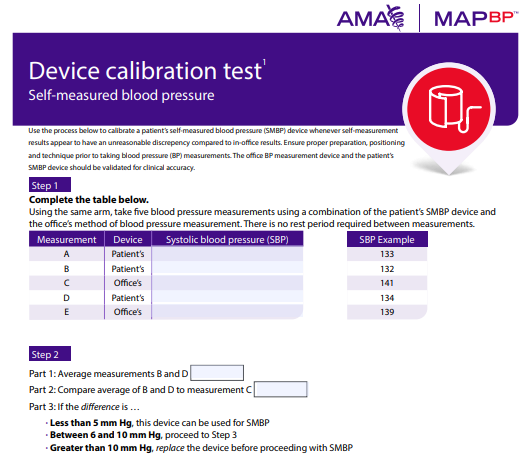 AMA MAP BP™
Device calibration test1
Self-measured blood pressure
Use the process below to calibrate a patient's self-measured blood pressure (SMBP) device whenever self-measurement
results appear to have an unreasonable discrepency compared to in-office results. Ensure proper preparation, positioning
and technique prior to taking blood pressure (BP) measurements. The office BP measurement device and the patient's
SMBP device should be validated for clinical accuracy.
Step 1
Complete the table below.
Using the same arm, take five blood pressure measurements using a combination of the patient's SMBP device and
the office's method of blood pressure measurement. There is no rest period required between measurements.
Measurement Device Systolic blood pressure (SBP) SBP Example
A Patient's 133
B Patient's 132
C Office's 141
D Patient's 134
E Office's 139
Step 2
Part 1: Average measurements B and D
Part 2: Compare average of B and D to measurement C
Part 3: If the difference is …
· Less than 5 mm Hg, this device can be used for SMBP
· Between 6 and 10 mm Hg, proceed to Step 3
· Greater than 10 mm Hg, replace the device before proceeding with SMBP